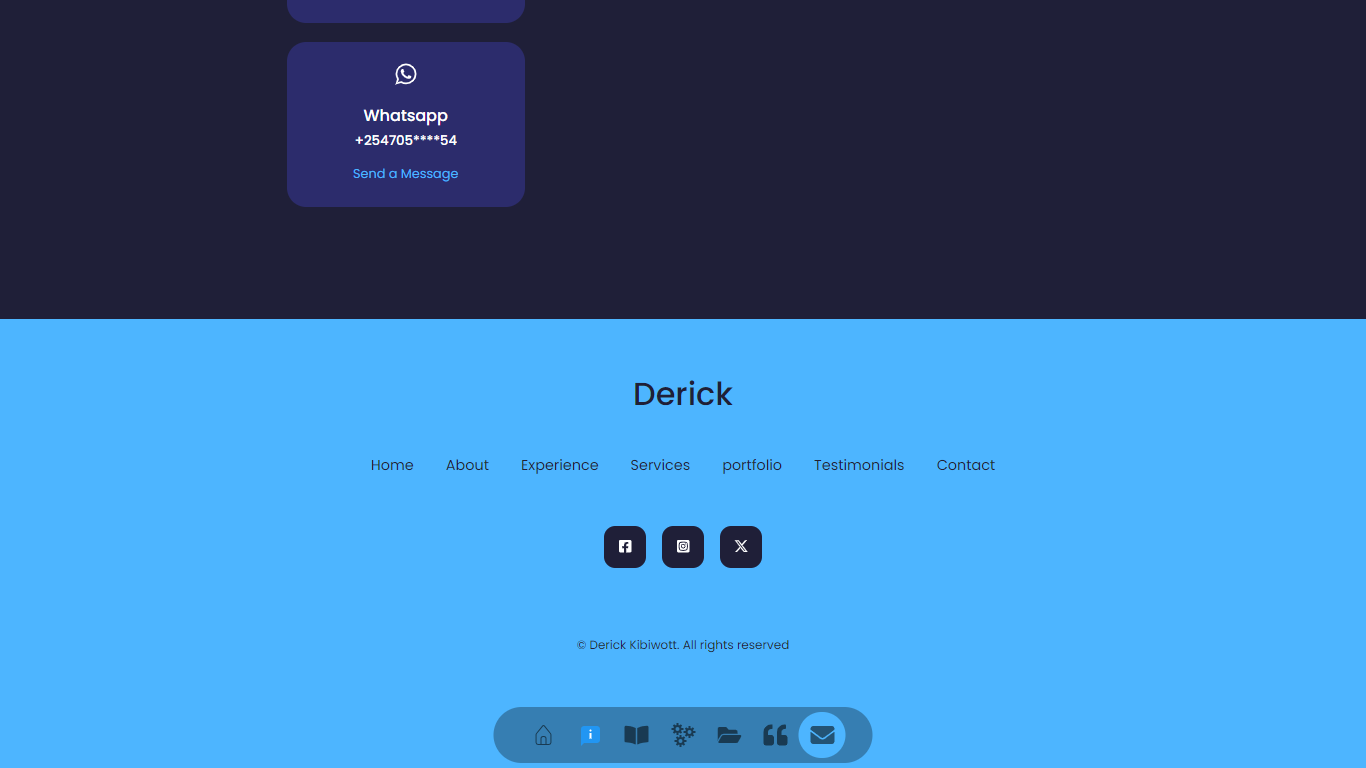 Whatsapp
+254705****54
Send a Message
Derick
Home About Experience Services portfolio Testimonials Contact
© Derick Kibiwott. All rights reserved